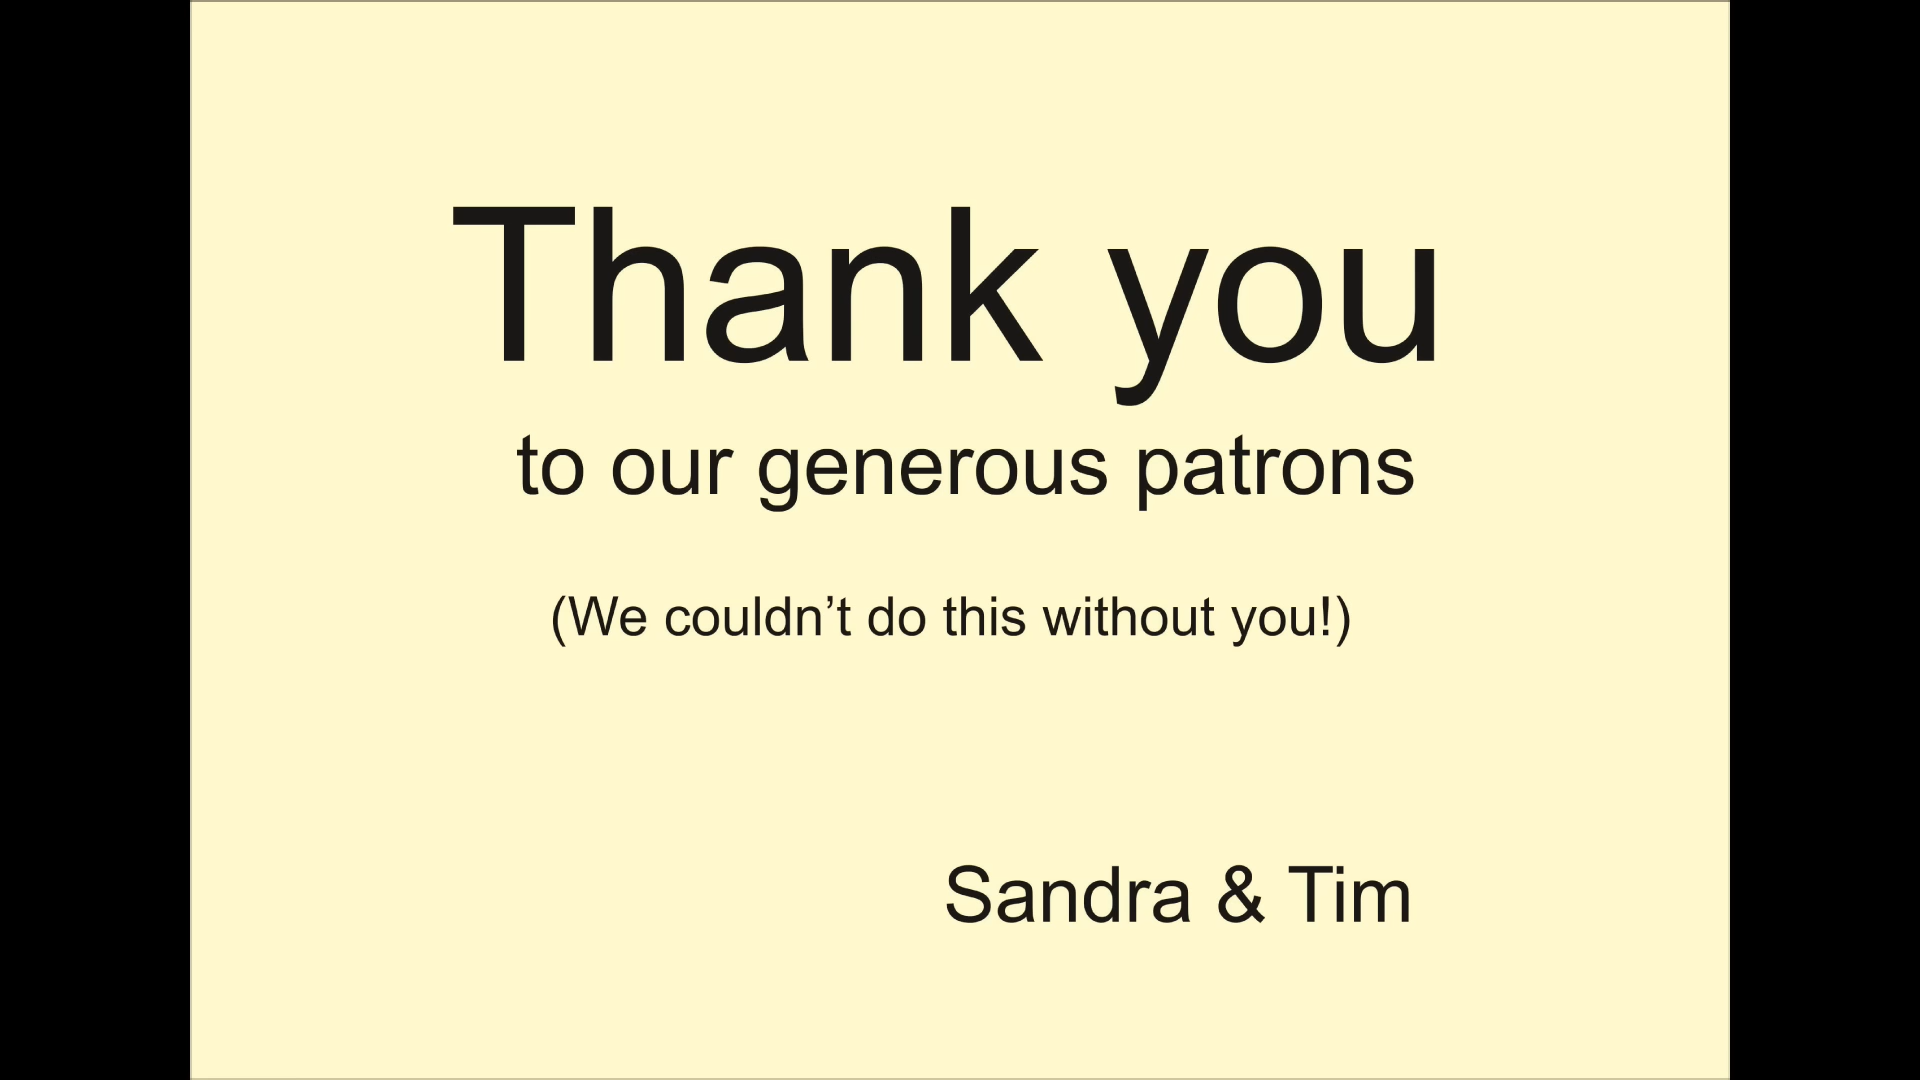 Thank you
to our generous patrons
(We couldn’t do this without you!)
Sandra & Tim